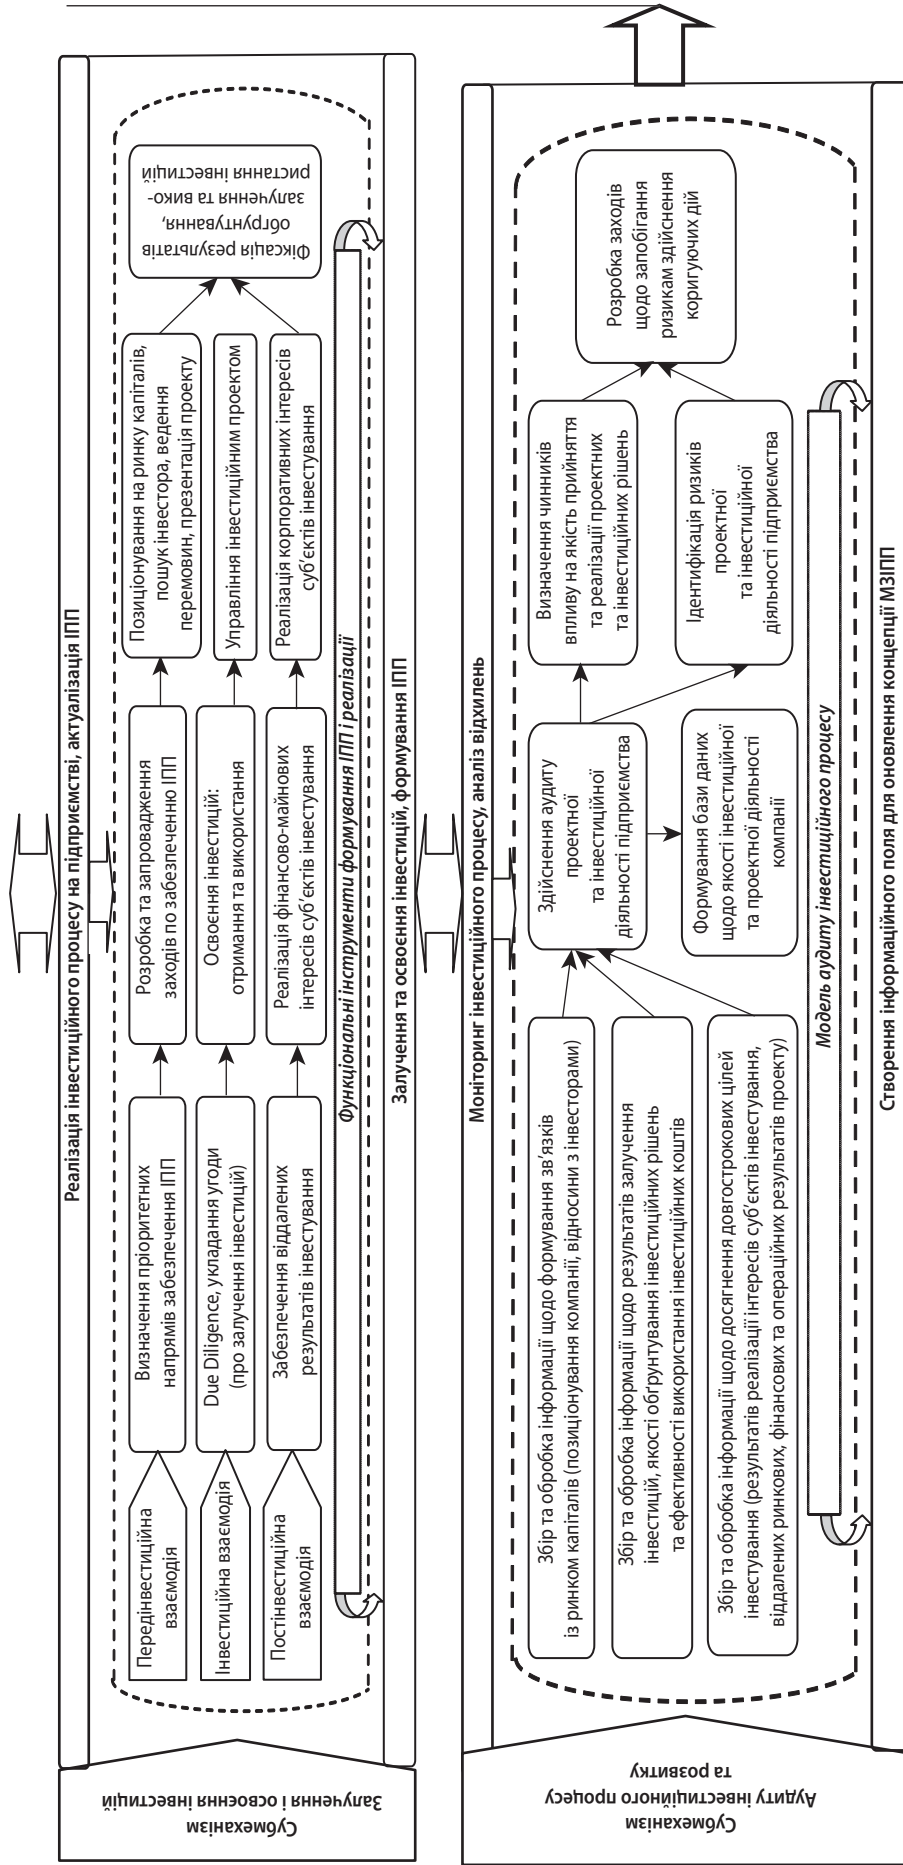 Реалізація інвестиційного процесу на підприємстві, актуалізація ІПП
Субмеханізм
Залучення і освоєння інвестицій
Передінвестиційна
взаємодія
Визначення пріоритетних
напрямів забезпечення ІПП
Розробка та запровадження
заходів по забезпеченню ІПП
Позиціонування на ринку капіталів,
пошук інвестора, ведення
перемовин, презентація проекту
Інвестиційна взаємодія
Due Diligence, укладання угоди
(про залучення інвестицій)
Освоєння інвестицій:
отримання та використання
Управління інвестиційним проектом
Постінвестиційна
взаємодія
Забезпечення віддалених
результатів інвестування
Реалізація фінансово-майнових
інтересів суб’єктів інвестування
Реалізація корпоративних інтересів
суб’єктів інвестування
Фіксація результатів
обґрунтування,
залучення та вико-
ристання інвестицій
Функціональні інструменти формування ІПП і реалізації
Залучення та освоєння інвестицій, формування ІПП
Моніторинг інвестиційного процесу, аналіз відхилень
Субмеханізм
Аудиту інвестиційного процесу
та розвитку
Збір та обробка інформації щодо формування зв’язків
із ринком капіталів (позиціонування компанії, відносини з інвесторами)
Збір та обробка інформації щодо результатів залучення
інвестицій, якості обґрунтування інвестиційних рішень
та ефективності використання інвестиційних коштів
Збір та обробка інформації щодо досягнення довгострокових цілей
інвестування (результатів реалізації інтересів суб’єктів інвестування,
віддалених ринкових, фінансових та операційних результатів проекту)
Здійснення аудиту
проектної
та інвестиційної
діяльності підприємства
Формування бази даних
щодо якості інвестиційної
та проектної діяльності
компанії
Визначення чинників
впливу на якість прийняття
та реалізації проектних
та інвестиційних рішень
Ідентифікація ризиків
проектної
та інвестиційної
діяльності підприємства
Розробка заходів
щодо запобігання
ризикам здійснення
коригуючих дій
Модель аудиту інвестиційного процесу
Створення інформаційного поля для оновлення концепції МЗІПП